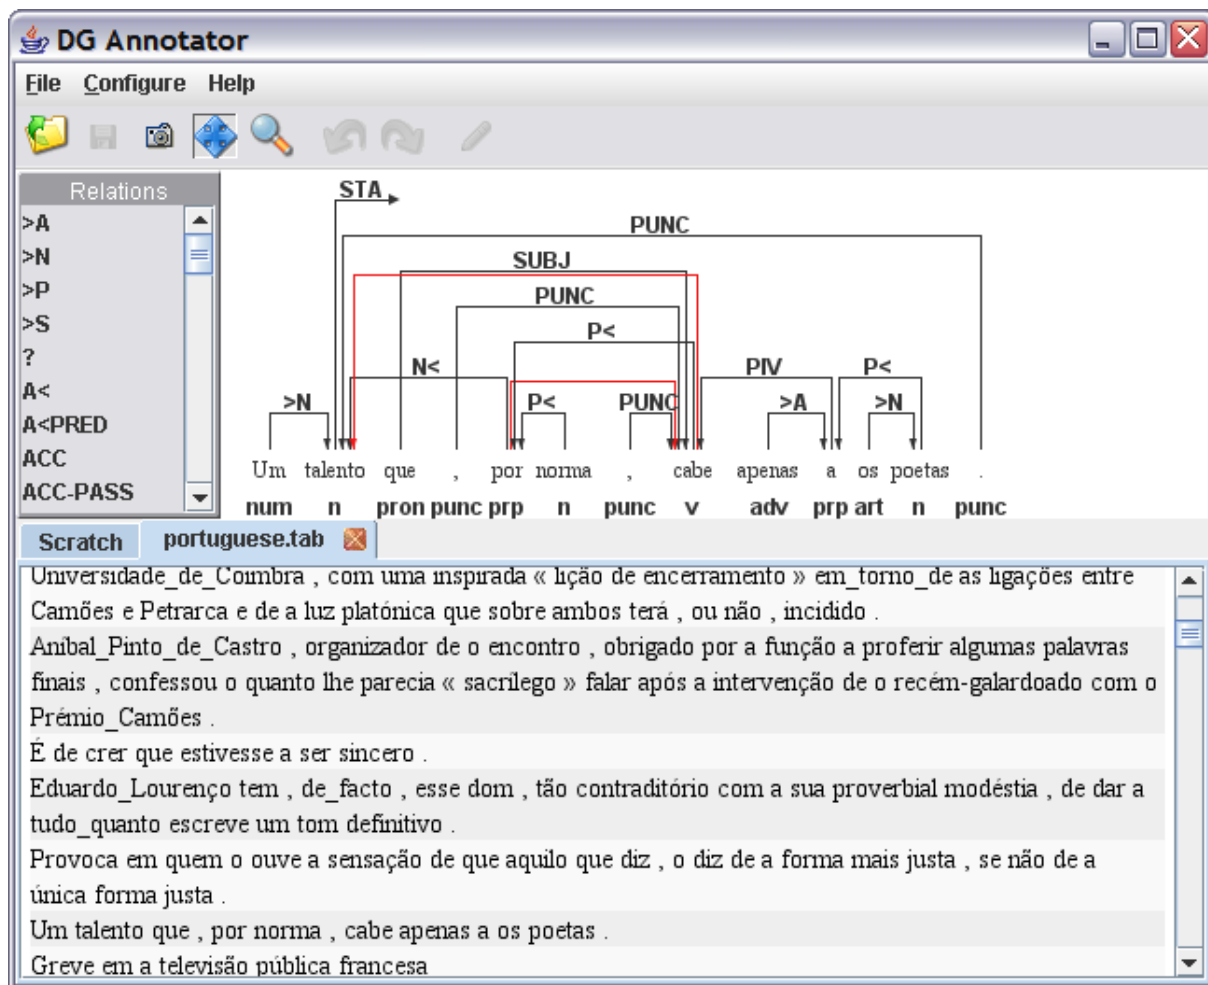 DG Annotator
File Configure Help
Relations
>A
>N
>P
>S
?
A<
A<PRED
ACC
ACC-PASS
STA
PUNC
SUBJ
PUNC
P<
N< PIV P<
>N P< PUNC >A >N
Um talento que , por norma , cabe apenas a os poetas .
num n pron punc prp n punc v adv prp art n punc
Scratch portuguese.tab
Universidade_de_Coimbra , com uma inspirada « lição de encerramento » em_torno_de as ligações entre
Camões e Petrarca e de a luz platónica que sobre ambos terá , ou não , incidido .
Aníbal_Pinto_de_Castro , organizador de o encontro , obrigado por a função a proferir algumas palavras
finais , confessou o quanto lhe parecia « sacrílego » falar após a intervenção de o recém-galardoado com o
Prémio_Camões .
É de crer que estivesse a ser sincero .
Eduardo_Lourenço tem , de_facto , esse dom , tão contraditório com a sua proverbial modéstia , de dar a
tudo_quanto escreve um tom definitivo .
Provoca em quem o ouve a sensação de que aquilo que diz , o diz de a forma mais justa , se não de a
única forma justa .
Um talento que , por norma , cabe apenas a os poetas .
Greve em a televisão pública francesa